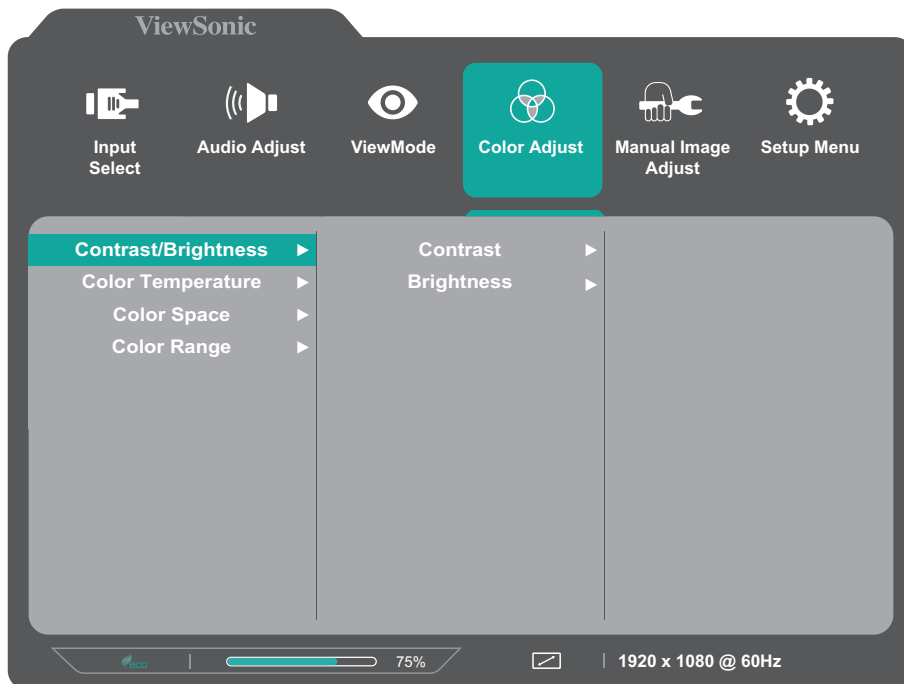 ViewSonic
Input
Select
Audio Adjust
ViewMode
Color Adjust
Manual Image
Adjust
Setup Menu
Contrast/Brightness
Color Temperature
Color Space
Color Range
Contrast
Brightness
eco
75%
1920 x 1080 @ 60Hz